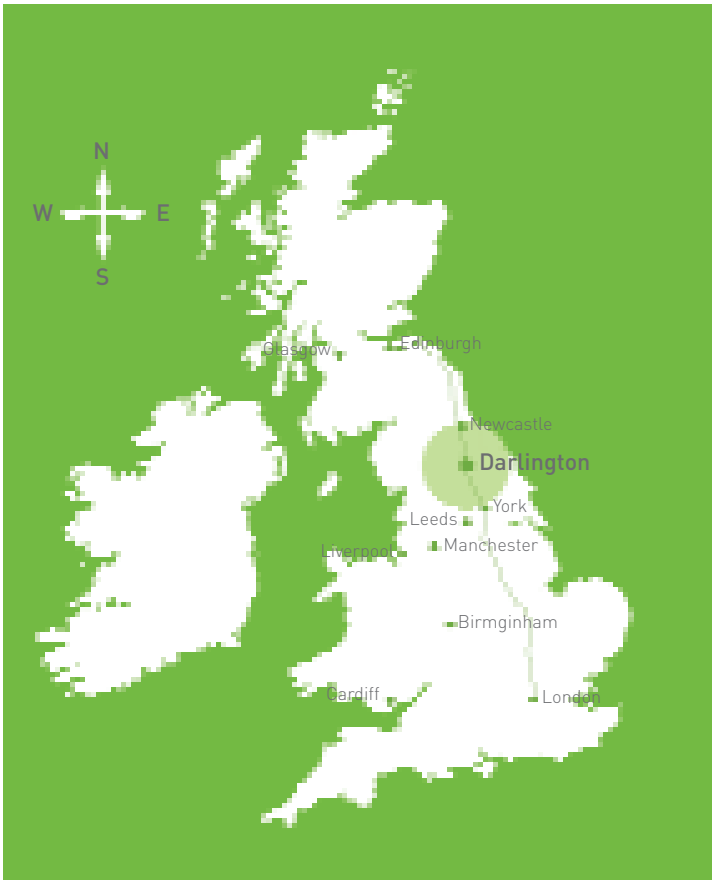 N
W E
S
Glasgow
Edinburgh
Newcastle
Darlington
York
Leeds
Manchester
Liverpool
Birmginham
Cardiff
London